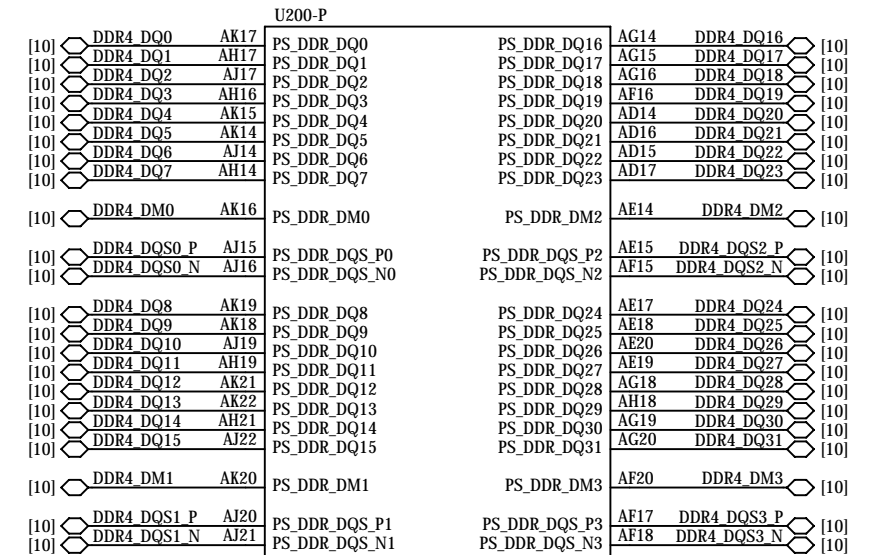 U200-P
[10] DDR4_DQ0 AK17 PS_DDR_DQ0 PS_DDR_DQ16 AG14 DDR4_DQ16 [10]
[10] DDR4_DQ1 AH17 PS_DDR_DQ1 PS_DDR_DQ17 AG15 DDR4_DQ17 [10]
[10] DDR4_DQ2 AJ17 PS_DDR_DQ2 PS_DDR_DQ18 AG16 DDR4_DQ18 [10]
[10] DDR4_DQ3 AH16 PS_DDR_DQ3 PS_DDR_DQ19 AF16 DDR4_DQ19 [10]
[10] DDR4_DQ4 AK15 PS_DDR_DQ4 PS_DDR_DQ20 AD14 DDR4_DQ20 [10]
[10] DDR4_DQ5 AK14 PS_DDR_DQ5 PS_DDR_DQ21 AD16 DDR4_DQ21 [10]
[10] DDR4_DQ6 AJ14 PS_DDR_DQ6 PS_DDR_DQ22 AD15 DDR4_DQ22 [10]
[10] DDR4_DQ7 AH14 PS_DDR_DQ7 PS_DDR_DQ23 AD17 DDR4_DQ23 [10]
[10] DDR4_DM0 AK16 PS_DDR_DM0 PS_DDR_DM2 AE14 DDR4_DM2 [10]
[10] DDR4_DQS0_P AJ15 PS_DDR_DQS_P0 PS_DDR_DQS_P2 AE15 DDR4_DQS2_P [10]
[10] DDR4_DQS0_N AJ16 PS_DDR_DQS_N0 PS_DDR_DQS_N2 AF15 DDR4_DQS2_N [10]
[10] DDR4_DQ8 AK19 PS_DDR_DQ8 PS_DDR_DQ24 AE17 DDR4_DQ24 [10]
[10] DDR4_DQ9 AK18 PS_DDR_DQ9 PS_DDR_DQ25 AE18 DDR4_DQ25 [10]
[10] DDR4_DQ10 AJ19 PS_DDR_DQ10 PS_DDR_DQ26 AE20 DDR4_DQ26 [10]
[10] DDR4_DQ11 AH19 PS_DDR_DQ11 PS_DDR_DQ27 AE19 DDR4_DQ27 [10]
[10] DDR4_DQ12 AK21 PS_DDR_DQ12 PS_DDR_DQ28 AG18 DDR4_DQ28 [10]
[10] DDR4_DQ13 AK22 PS_DDR_DQ13 PS_DDR_DQ29 AH18 DDR4_DQ29 [10]
[10] DDR4_DQ14 AH21 PS_DDR_DQ14 PS_DDR_DQ30 AG19 DDR4_DQ30 [10]
[10] DDR4_DQ15 AJ22 PS_DDR_DQ15 PS_DDR_DQ31 AG20 DDR4_DQ31 [10]
[10] DDR4_DM1 AK20 PS_DDR_DM1 PS_DDR_DM3 AF20 DDR4_DM3 [10]
[10] DDR4_DQS1_P AJ20 PS_DDR_DQS_P1 PS_DDR_DQS_P3 AF17 DDR4_DQS3_P [10]
[10] DDR4_DQS1_N AJ21 PS_DDR_DQS_N1 PS_DDR_DQS_N3 AF18 DDR4_DQS3_N [10]